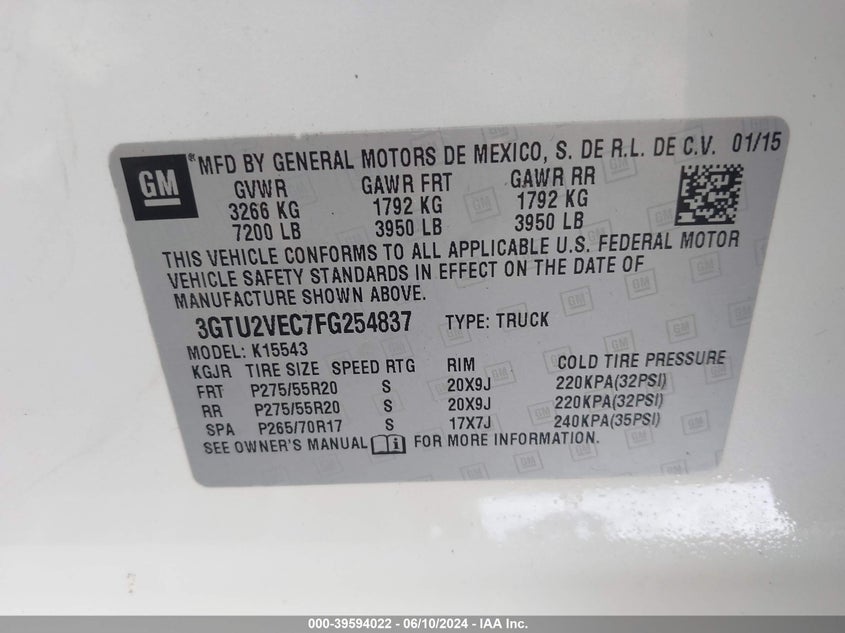 GM ® MFD BY GENERAL MOTORS DE MEXICO, S. DE R.L. DE C.V. 01/15
GVWR GAWR FRT GAWR RR
3266 KG 1792 KG 1792 KG
7200 LB 3950 LB 3950 LB
THIS VEHICLE CONFORMS TO ALL APPLICABLE U.S. FEDERAL MOTOR
VEHICLE SAFETY STANDARDS IN EFFECT ON THE DATE OF
MANUFACTURE SHOWN ABOVE.
3GTU2VEC7FG254837 TYPE: TRUCK
MODEL: K15543
KGJR TIRE SIZE SPEED RTG RIM COLD TIRE PRESSURE
FRT P275/55R20 S 20X9J 220KPA(32PSI)
RR P275/55R20 S 20X9J 220KPA(32PSI)
SPA P265/70R17 S 17X7J 240KPA(35PSI)
SEE OWNER'S MANUAL FOR MORE INFORMATION.
000-39594022 - 06/10/2024 - IAA Inc.